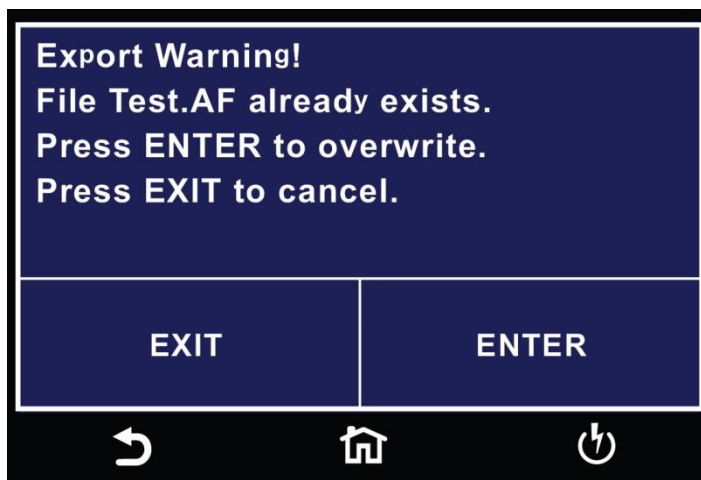 Export Warning!
File Test.AF already exists.
Press ENTER to overwrite.
Press EXIT to cancel.
EXIT
ENTER